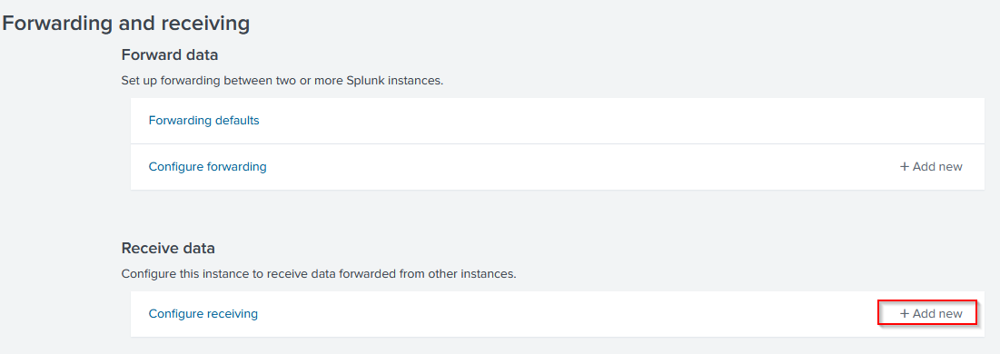 Forwarding and receiving
Forward data
Set up forwarding between two or more Splunk instances.
Forwarding defaults
Configure forwarding
+ Add new
Receive data
Configure this instance to receive data forwarded from other instances.
Configure receiving
+ Add new